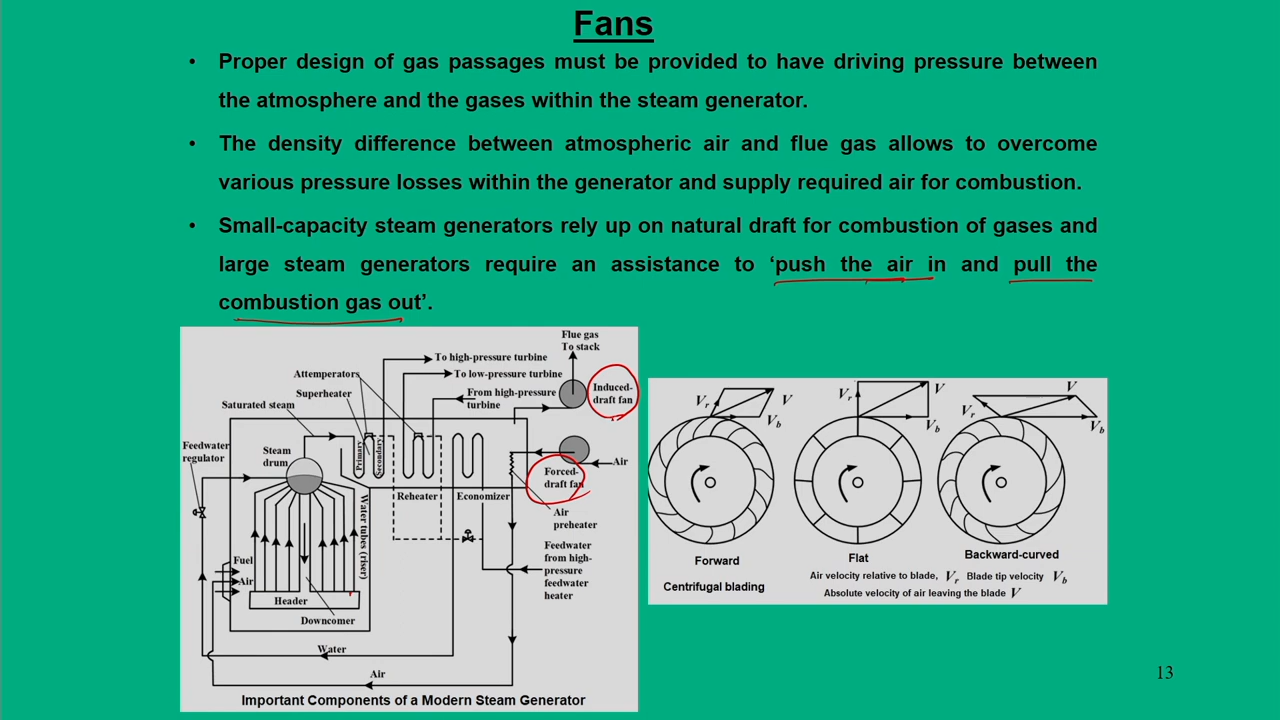 Fans
• Proper design of gas passages must be provided to have driving pressure between
the atmosphere and the gases within the steam generator.
• The density difference between atmospheric air and flue gas allows to overcome
various pressure losses within the generator and supply required air for combustion.
• Small-capacity steam generators rely up on natural draft for combustion of gases and
large steam generators require an assistance to ‘push the air in and pull the
combustion gas out’.
Flue gas
To stack
To high-pressure turbine
Attemperators
To low-pressure turbine
Superheater
From high-pressure
turbine
Induced-
draft fan
Saturated steam
Feedwater
regulator
Steam
drum
Primary
Secondary
Air
Forced-
draft fan
Reheater
Economizer
Water tubes (riser)
Air
preheater
Fuel
Air
Feedwater
from high-
pressure
feedwater
heater
Header
Downcomer
Water
Air
Important Components of a Modern Steam Generator
Vr
V
Vb
Vr
V
Vb
Vr
V
Vb
Forward
Flat
Backward-curved
Centrifugal blading
Air velocity relative to blade, Vr Blade tip velocity Vb
Absolute velocity of air leaving the blade V
13